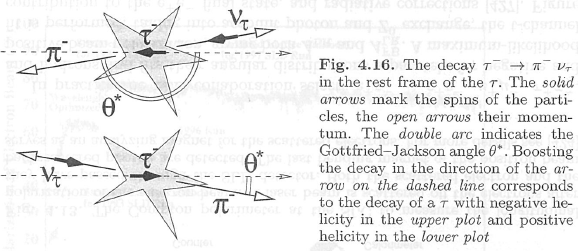 ν_τ
τ⁻
π⁻
θ*
τ⁻
θ*
ν_τ
π⁻
Fig. 4.16. The decay τ⁻ → π⁻ ν_τ
in the rest frame of the τ. The solid
arrows mark the spins of the parti-
cles, the open arrows their momen-
tum. The double arc indicates the
Gottfried–Jackson angle θ*. Boosting
the decay in the direction of the ar-
row on the dashed line corresponds
to the decay of a τ with negative he-
licity in the upper plot and positive
helicity in the lower plot